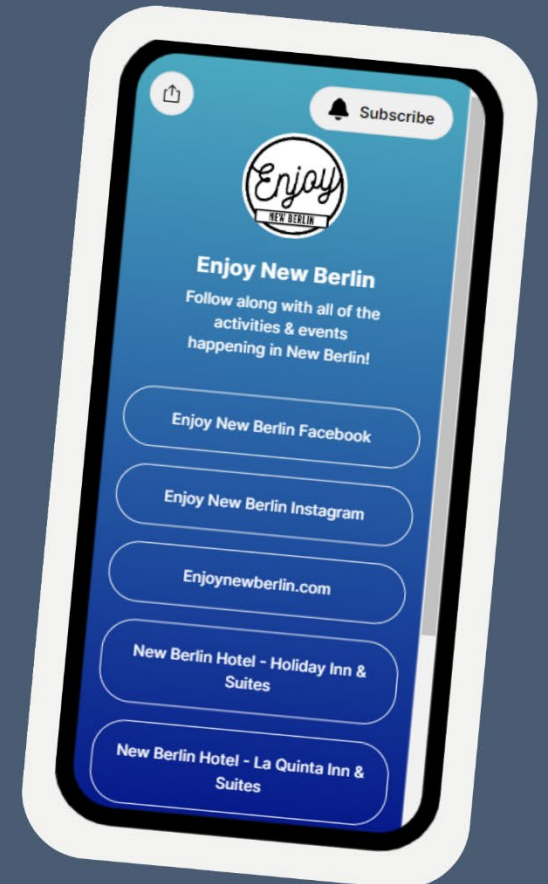 Subscribe
Enjoy
NEW BERLIN
Enjoy New Berlin
Follow along with all of the
activities & events
happening in New Berlin!
Enjoy New Berlin Facebook
Enjoy New Berlin Instagram
Enjoynewberlin.com
New Berlin Hotel - Holiday Inn &
Suites
New Berlin Hotel - La Quinta Inn &
Suites